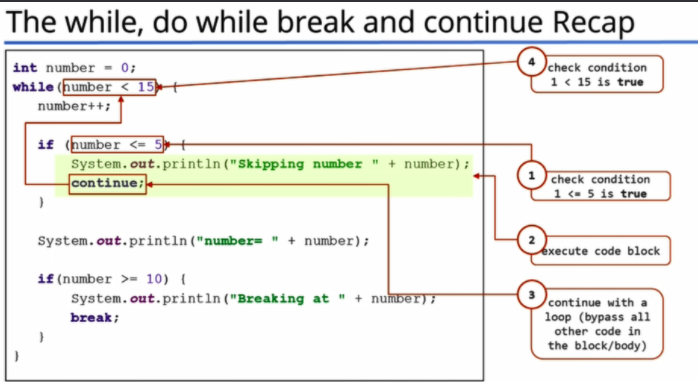 The while, do while break and continue Recap
int number = 0;
while(number < 15) {
number++;
if (number <= 5) {
System.out.println("Skipping number " + number);
continue;
}
System.out.println("number= " + number);
if(number >= 10) {
System.out.println("Breaking at " + number);
break;
}
}
4
check condition
1 < 15 is true
1
check condition
1 <= 5 is true
2
execute code block
3
continue with a
loop (bypass all
other code in
the block/body)